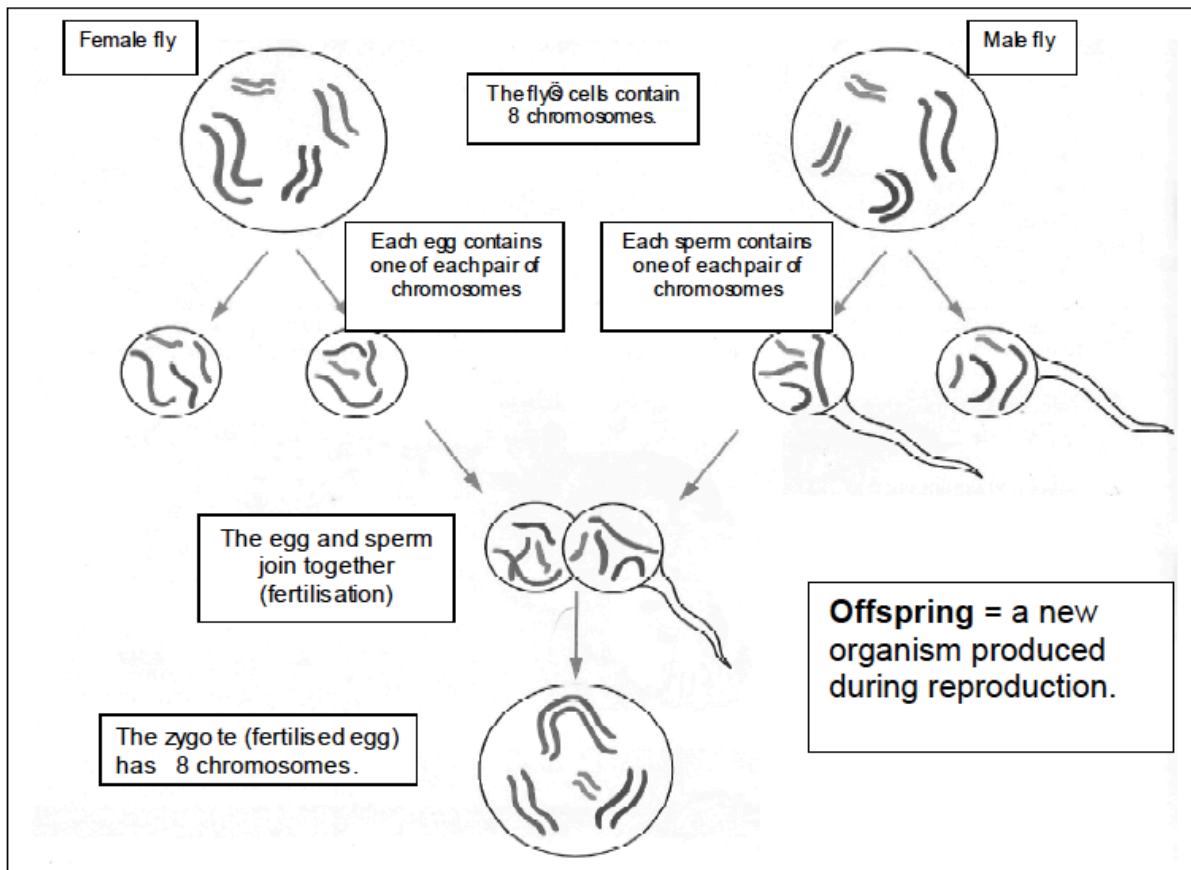 Female fly
Male fly
The flyÕs cells contain
8 chromosomes.
Each egg contains
one of each pair of
chromosomes
Each sperm contains
one of each pair of
chromosomes
The egg and sperm
join together
(fertilisation)
Offspring = a new
organism produced
during reproduction.
The zygote (fertilised egg)
has 8 chromosomes.